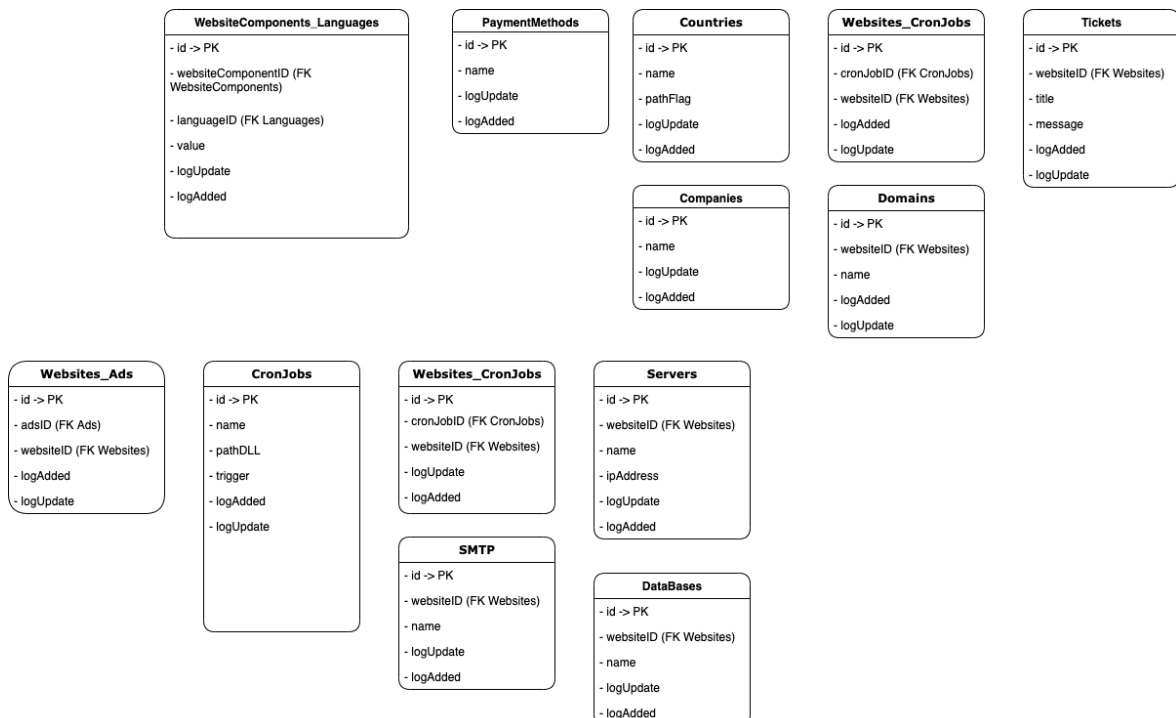 WebsiteComponents_Languages
- id -> PK
- websiteComponentID (FK
WebsiteComponents)
- languageID (FK Languages)
- value
- logUpdate
- logAdded
PaymentMethods
- id -> PK
- name
- logUpdate
- logAdded
Countries
- id -> PK
- name
- pathFlag
- logUpdate
- logAdded
Websites_CronJobs
- id -> PK
- cronJobID (FK CronJobs)
- websiteID (FK Websites)
- logAdded
- logUpdate
Tickets
- id -> PK
- websiteID (FK Websites)
- title
- message
- logAdded
- logUpdate
Companies
- id -> PK
- name
- logUpdate
- logAdded
Domains
- id -> PK
- websiteID (FK Websites)
- name
- logAdded
- logUpdate
Websites_Ads
- id -> PK
- adsID (FK Ads)
- websiteID (FK Websites)
- logAdded
- logUpdate
CronJobs
- id -> PK
- name
- pathDLL
- trigger
- logAdded
- logUpdate
Websites_CronJobs
- id -> PK
- cronJobID (FK CronJobs)
- websiteID (FK Websites)
- logUpdate
- logAdded
Servers
- id -> PK
- websiteID (FK Websites)
- name
- ipAddress
- logUpdate
- logAdded
SMTP
- id -> PK
- websiteID (FK Websites)
- name
- logUpdate
- logAdded
DataBases
- id -> PK
- websiteID (FK Websites)
- name
- logUpdate
- logAdded